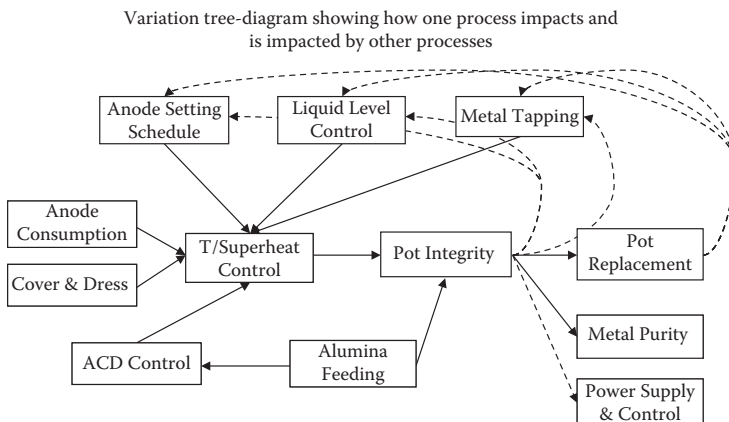 Variation tree-diagram showing how one process impacts and
is impacted by other processes
Anode Setting
Schedule
Liquid Level
Control
Metal Tapping
Anode
Consumption
T/Superheat
Control
Pot Integrity
Pot
Replacement
Cover & Dress
Metal Purity
ACD Control
Alumina
Feeding
Power Supply
& Control